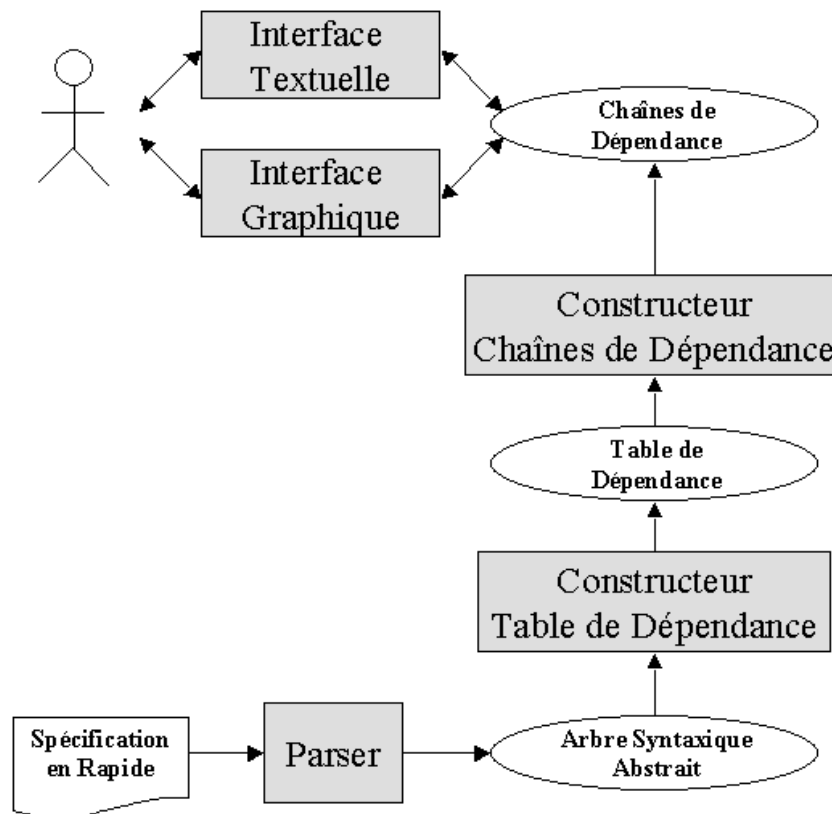 Interface
Textuelle
Chaînes de
Dépendance
Interface
Graphique
Constructeur
Chaînes de Dépendance
Table de
Dépendance
Constructeur
Table de Dépendance
Spécification
en Rapide
Parser
Arbre Syntaxique
Abstrait